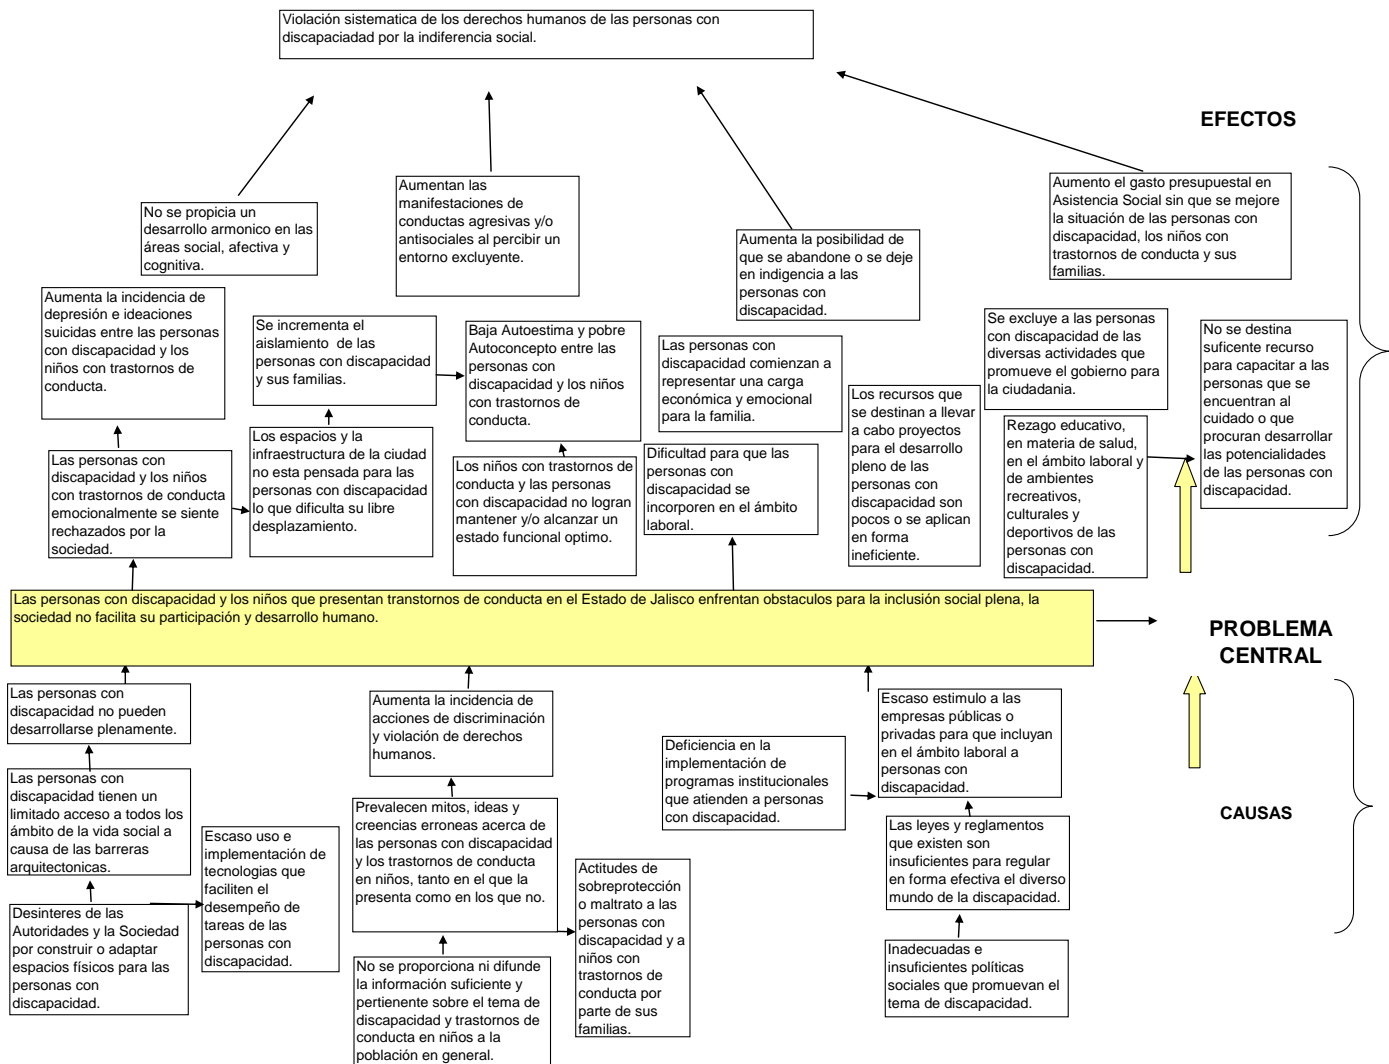 Violación sistematica de los derechos humanos de las personas con
discapaciadad por la indiferencia social.
EFECTOS
No se propicia un
desarrollo armonico en las
áreas social, afectiva y
cognitiva.
Aumentan las
manifestaciones de
conductas agresivas y/o
antisociales al percibir un
entorno excluyente.
Aumenta la posibilidad de
que se abandone o se deje
en indigencia a las
personas con
discapacidad.
Aumento el gasto presupuestal en
Asistencia Social sin que se mejore
la situación de las personas con
discapacidad, los niños con
trastornos de conducta y sus
familias.
Aumenta la incidencia de
depresión e ideaciones
suicidas entre las personas
con discapacidad y los
niños con trastornos de
conducta.
Se incrementa el
aislamiento de las
personas con discapacidad
y sus familias.
Baja Autoestima y pobre
Autoconcepto entre las
personas con
discapacidad y los niños
con trastornos de
conducta.
Las personas con
discapacidad comienzan a
representar una carga
económica y emocional
para la familia.
Los recursos que
se destinan a llevar
a cabo proyectos
para el desarrollo
pleno de las
personas con
discapacidad son
pocos o se aplican
en forma
ineficiente.
Se excluye a las personas
con discapacidad de las
diversas actividades que
promueve el gobierno para
la ciudadania.
No se destina
suficente recurso
para capacitar a las
personas que se
encuentran al
cuidado o que
procuran desarrollar
las potencialidades
de las personas con
discapacidad.
Las personas con
discapacidad y los niños
con trastornos de conducta
emocionalmente se siente
rechazados por la
sociedad.
Los espacios y la
infraestructura de la ciudad
no esta pensada para las
personas con discapacidad
lo que dificulta su libre
desplazamiento.
Los niños con trastornos de
conducta y las personas
con discapacidad no logran
mantener y/o alcanzar un
estado funcional optimo.
Dificultad para que las
personas con
discapacidad se
incorporen en el ámbito
laboral.
Rezago educativo,
en materia de salud,
en el ámbito laboral y
de ambientes
recreativos,
culturales y
deportivos de las
personas con
discapacidad.
Las personas con discapacidad y los niños que presentan transtornos de conducta en el Estado de Jalisco enfrentan obstaculos para la inclusión social plena, la
sociedad no facilita su participación y desarrollo humano.
PROBLEMA
CENTRAL
Las personas con
discapacidad no pueden
desarrollarse plenamente.
Aumenta la incidencia de
acciones de discriminación
y violación de derechos
humanos.
Deficiencia en la
implementación de
programas institucionales
que atienden a personas
con discapacidad.
Escaso estimulo a las
empresas públicas o
privadas para que incluyan
en el ámbito laboral a
personas con
discapacidad.
CAUSAS
Las personas con
discapacidad tienen un
limitado acceso a todos los
ámbito de la vida social a
causa de las barreras
arquitectonicas.
Escaso uso e
implementación de
tecnologias que
faciliten el
desempeño de
tareas de las
personas con
discapacidad.
Prevalecen mitos, ideas y
creencias erroneas acerca de
las personas con discapacidad
y los trastornos de conducta
en niños, tanto en el que la
presenta como en los que no.
Actitudes de
sobreprotección
o maltrato a las
personas con
discapacidad y a
niños con
trastornos de
conducta por
parte de sus
familias.
Las leyes y reglamentos
que existen son
insuficientes para regular
en forma efectiva el diverso
mundo de la discapacidad.
Desinteres de las
Autoridades y la Sociedad
por construir o adaptar
espacios físicos para las
personas con
discapacidad.
No se proporciona ni difunde
la información suficiente y
pertienente sobre el tema de
discapacidad y trastornos de
conducta en niños a la
población en general.
Inadecuadas e
insuficientes políticas
sociales que promuevan el
tema de discapacidad.